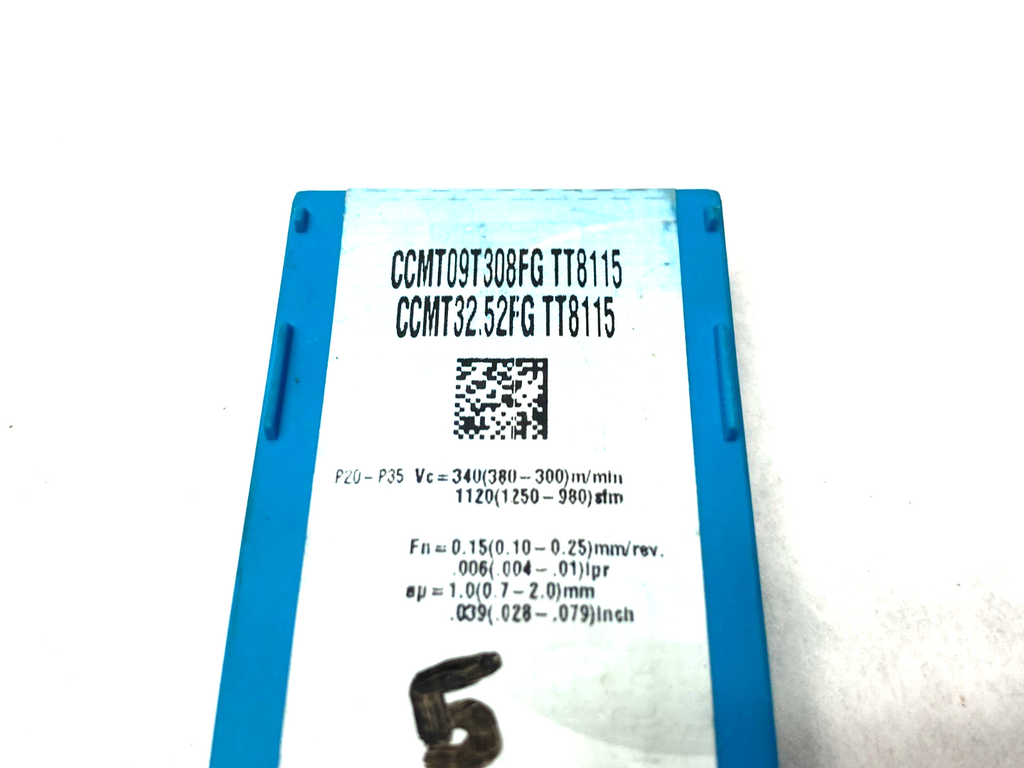 CCMT09T308FG TT8115
CCMT32.52FG TT8115
P20-P35 Vc=340(380-300)m/min
1120(1250-980)sfm
Fn=0.15(0.10-0.25)mm/rev.
.006(.004-.01)ipr
ap=1.0(0.7-2.0)mm
.039(.028-.079)inch
5